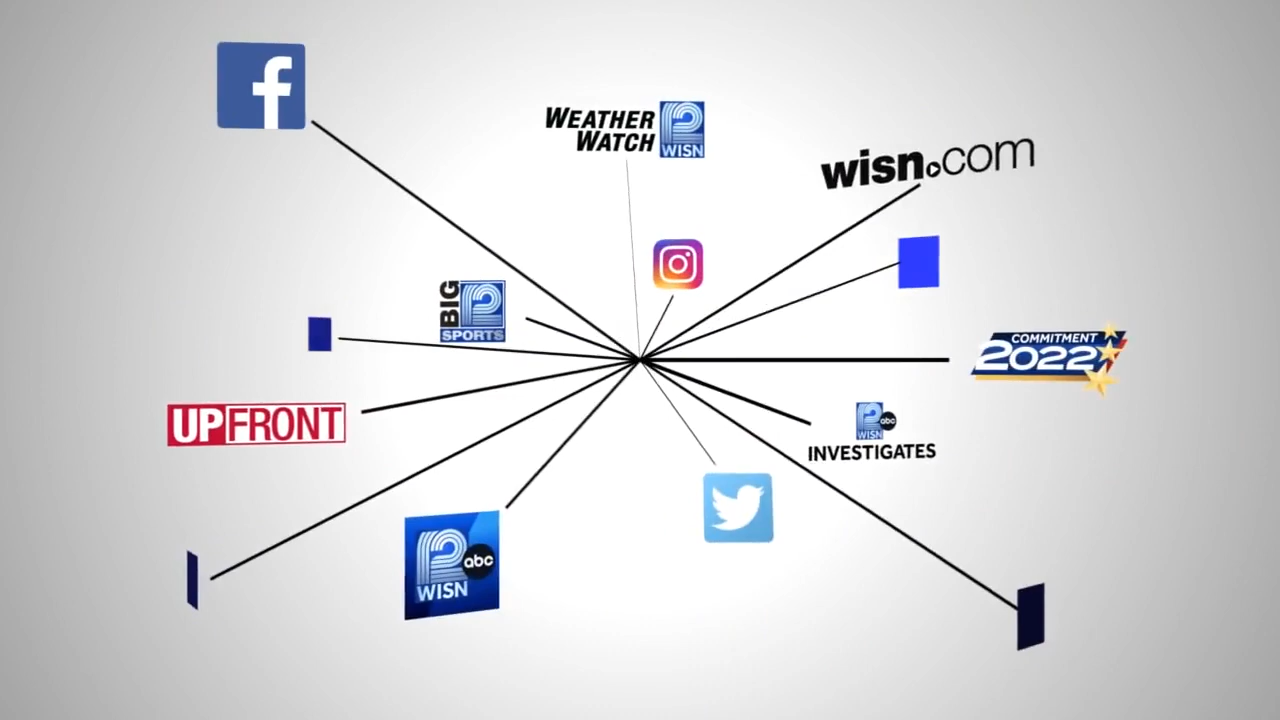 f
WEATHER
WATCH
12
WISN
wisn.com
BIG
12
SPORTS
COMMITMENT
2022
UPFRONT
12
WISN
abc
INVESTIGATES
12
abc
WISN